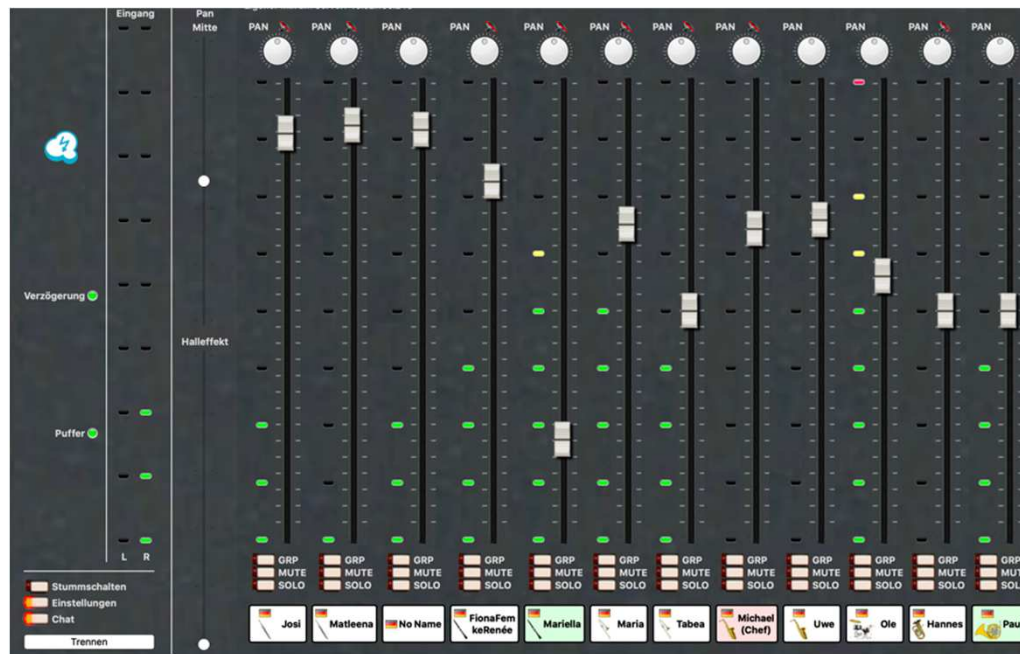 Eingang
Pan
Mitte
PAN PAN PAN PAN PAN PAN PAN PAN PAN PAN PAN PAN
Verzögerung
Halleffekt
Puffer
L R
GRP GRP GRP GRP GRP GRP GRP GRP GRP GRP GRP GRP
MUTE MUTE MUTE MUTE MUTE MUTE MUTE MUTE MUTE MUTE MUTE MUTE
SOLO SOLO SOLO SOLO SOLO SOLO SOLO SOLO SOLO SOLO SOLO SOLO
Stummschalten
Einstellungen
Chat
Trennen
Josi
Matleena
No Name
FionaFem
keRenée
Mariella
Maria
Tabea
Michael
(Chef)
Uwe
Ole
Hannes
Pau